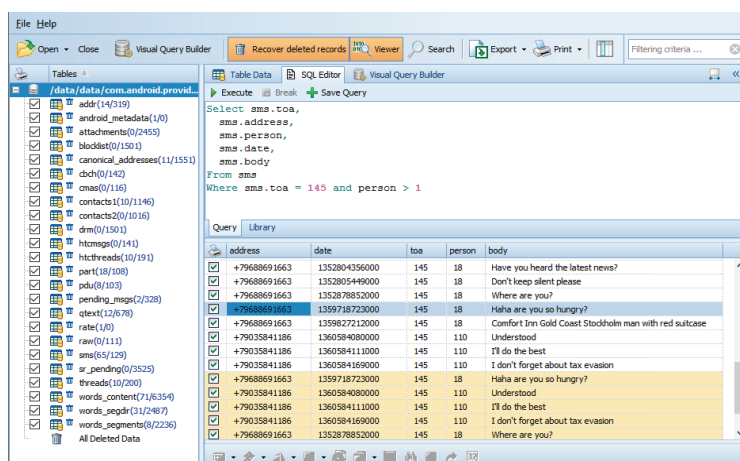 File Help
Open Close Visual Query Builder Recover deleted records Viewer Search Export Print Filtering criteria ...
Tables
/data/data/com.android.provid...
addr(14/319)
android_metadata(1/0)
attachments(0/2455)
blocklist(0/1501)
canonical_addresses(11/1551)
cbch(0/142)
cmas(0/116)
contacts1(10/1146)
contacts2(0/1016)
drm(0/1501)
htcmsgs(0/141)
htcthreads(10/191)
part(18/108)
pdu(8/103)
pending_msgs(2/328)
qtext(12/678)
rate(1/0)
raw(0/111)
sms(65/129)
sr_pending(0/3525)
threads(10/200)
words_content(71/6354)
words_segdir(31/2487)
words_segments(8/2236)
All Deleted Data
Table Data SQL Editor Visual Query Builder
Execute Break Save Query
Select sms.toa,
sms.address,
sms.person,
sms.date,
sms.body
From sms
Where sms.toa = 145 and person > 1
Query Library
address date toa person body
+79688691663 1352804356000 145 18 Have you heard the latest news?
+79688691663 1352805449000 145 18 Don't keep silent please
+79688691663 1352878852000 145 18 Where are you?
+79688691663 1359718723000 145 18 Haha are you so hungry?
+79688691663 1359827212000 145 18 Comfort Inn Gold Coast Stockholm man with red suitcase
+79035841186 1360584080000 145 110 Understood
+79035841186 1360584111000 145 110 I'll do the best
+79035841186 1360584169000 145 110 I don't forget about tax evasion
+79688691663 1359718723000 145 18 Haha are you so hungry?
+79035841186 1360584080000 145 110 Understood
+79035841186 1360584111000 145 110 I'll do the best
+79035841186 1360584169000 145 110 I don't forget about tax evasion
+79688691663 1352878852000 145 18 Where are you?